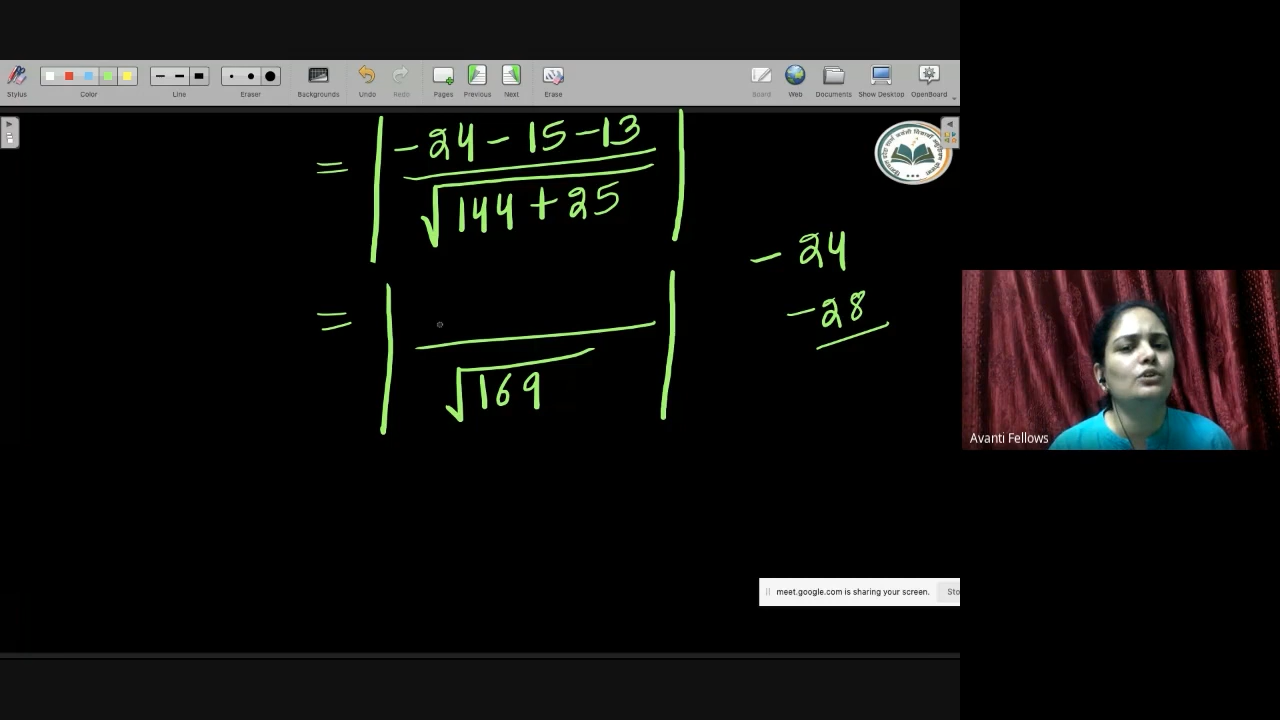 Stylus Color Line Eraser Backgrounds Undo Redo Pages Previous Next Erase Board Web Documents Show Desktop OpenBoard
= | -24 - 15 - 13 |
√144 + 25
- 24
- 28
= | |
√169
Avanti Fellows
meet.google.com is sharing your screen. Sto